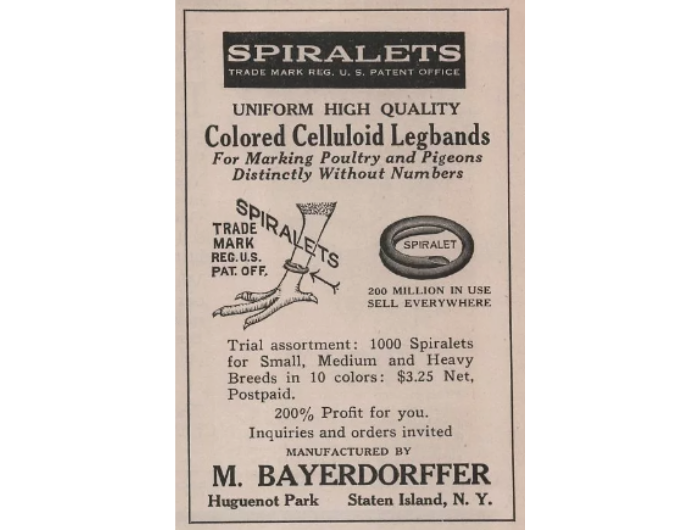 SPIRALETS
TRADE MARK REG. U. S. PATENT OFFICE
UNIFORM HIGH QUALITY
Colored Celluloid Legbands
For Marking Poultry and Pigeons
Distinctly Without Numbers
SPIRALETS
TRADE
MARK
REG. U.S.
PAT. OFF.
SPIRALET
200 MILLION IN USE
SELL EVERYWHERE
Trial assortment: 1000 Spiralets
for Small, Medium and Heavy
Breeds in 10 colors: $3.25 Net,
Postpaid.
200% Profit for you.
Inquiries and orders invited
MANUFACTURED BY
M. BAYERDORFFER
Huguenot Park Staten Island, N. Y.